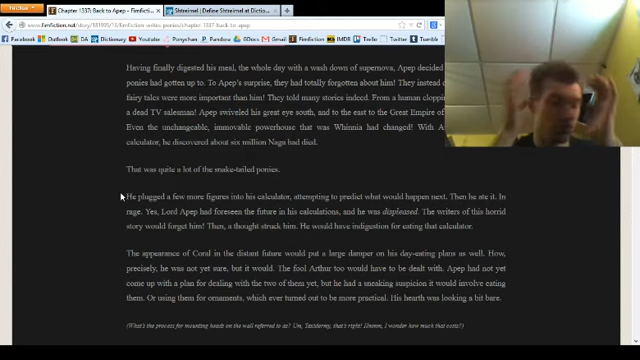 Firefox
Chapter 1337: Back to Apep - Fimfiction
Shtreimel | Define Shtreimel at Diction...
www.fimfiction.net/story/181905/13/fimfiction-writes-ponies/chapter-1337-back-to-apep
Facebook Outlook DA Dictionary YouTube Ponychan Pandora Google Drive Fimfiction IMDB RLM Tumblr
Having finally digested his meal, the whole day with a wash down of supernova, Apep decided
ponies had gotten up to. To Apep's surprise, they had totally forgotten about him! They instead
fairy tales were more important than him! They told many stories indeed. From a human clopping
a dead TV salesman! Apep swiveled his great eye south, and to the east to the Great Empire of
Even the unchangeable, immovable powerhouse that was Whinnia had changed! With A
calculator, he discovered about six million Naga had died.
That was quite a lot of the snake-tailed ponies.
He plugged a few more figures into his calculator, attempting to predict what would happen next. Then he ate it. In
rage. Yes, Lord Apep had foreseen the future in his calculations, and he was displeased. The writers of this horrid
story would forget him! Then, a thought struck him. He would have indigestion for eating that calculator.
The appearance of Coral in the distant future would put a large damper on his day-eating plans as well. How,
precisely, he was not yet sure, but it would. The fool Arthur too would have to be dealt with. Apep had not yet
come up with a plan for dealing with the two of them yet, but he had a sneaking suspicion it would involve eating
them. Or using them for ornaments, which ever turned out to be more practical. His hearth was looking a bit bare.
(What's the process for mounting heads on the wall referred to as? Um, Taxidermy, that's right! Hmmm, I wonder how much that costs?)